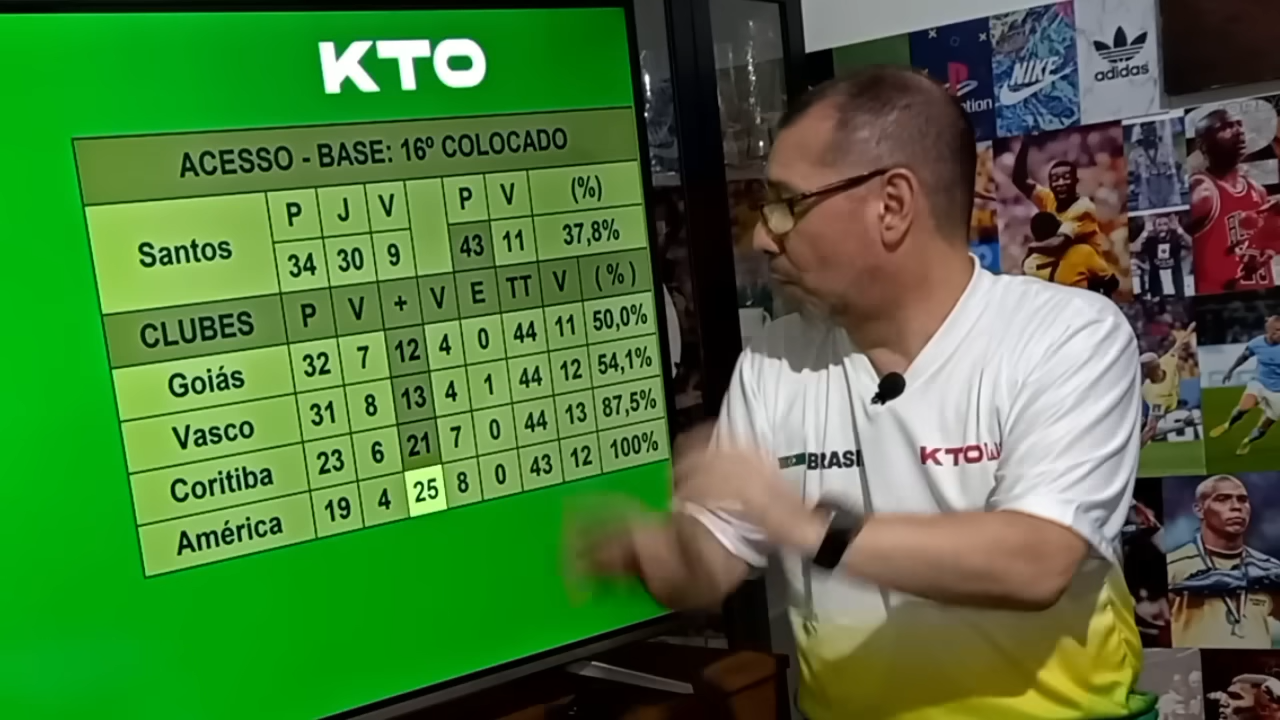 KTO
ACESSO - BASE: 16º COLOCADO
Santos P J V P V (%)
34 30 9 43 11 37,8%
CLUBES P V + V E TT V (%)
Goiás 32 7 12 4 0 44 11 50,0%
Vasco 31 8 13 4 1 44 12 54,1%
Coritiba 23 6 21 7 0 44 13 87,5%
América 19 4 25 8 0 43 12 100%
NIKE
adidas
BRASI
KTO